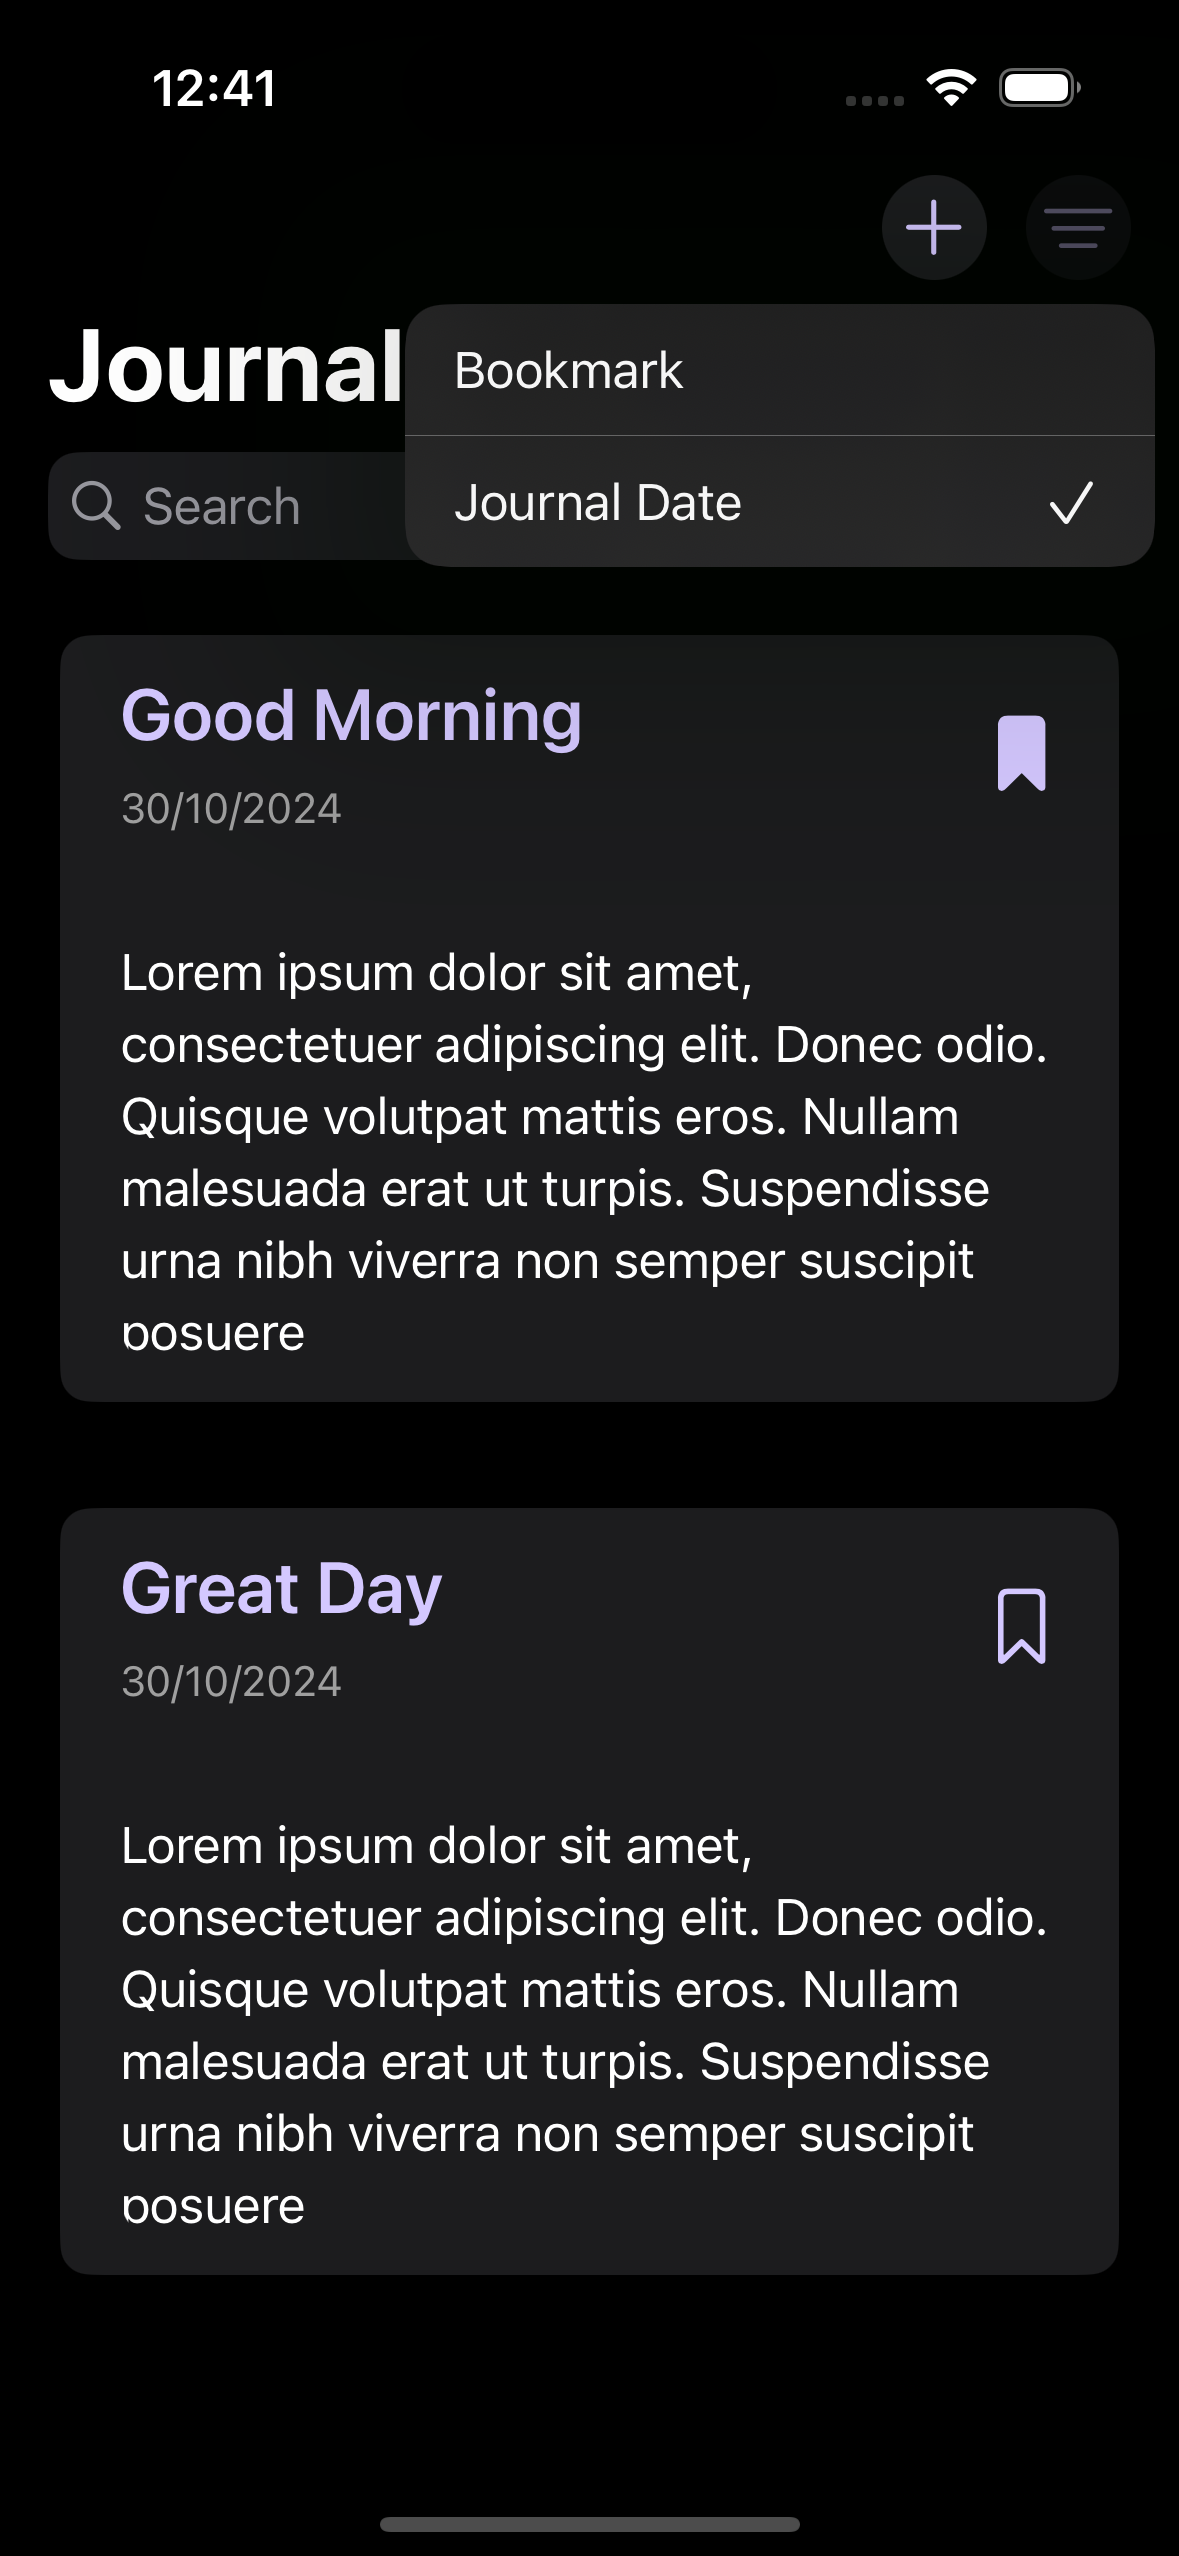 12:41
Journal
Bookmark
Journal Date
Search
Good Morning
30/10/2024
Lorem ipsum dolor sit amet,
consectetuer adipiscing elit. Donec odio.
Quisque volutpat mattis eros. Nullam
malesuada erat ut turpis. Suspendisse
urna nibh viverra non semper suscipit
posuere
Great Day
30/10/2024
Lorem ipsum dolor sit amet,
consectetuer adipiscing elit. Donec odio.
Quisque volutpat mattis eros. Nullam
malesuada erat ut turpis. Suspendisse
urna nibh viverra non semper suscipit
posuere